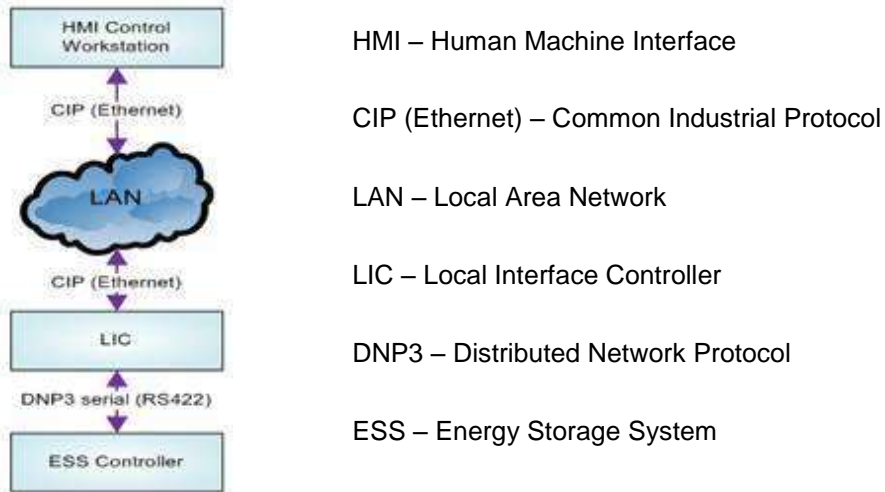 HMI Control
Workstation
HMI – Human Machine Interface
CIP (Ethernet)
CIP (Ethernet) – Common Industrial Protocol
LAN
LAN – Local Area Network
CIP (Ethernet)
LIC – Local Interface Controller
LIC
DNP3 – Distributed Network Protocol
DNP3 serial (RS422)
ESS – Energy Storage System
ESS Controller